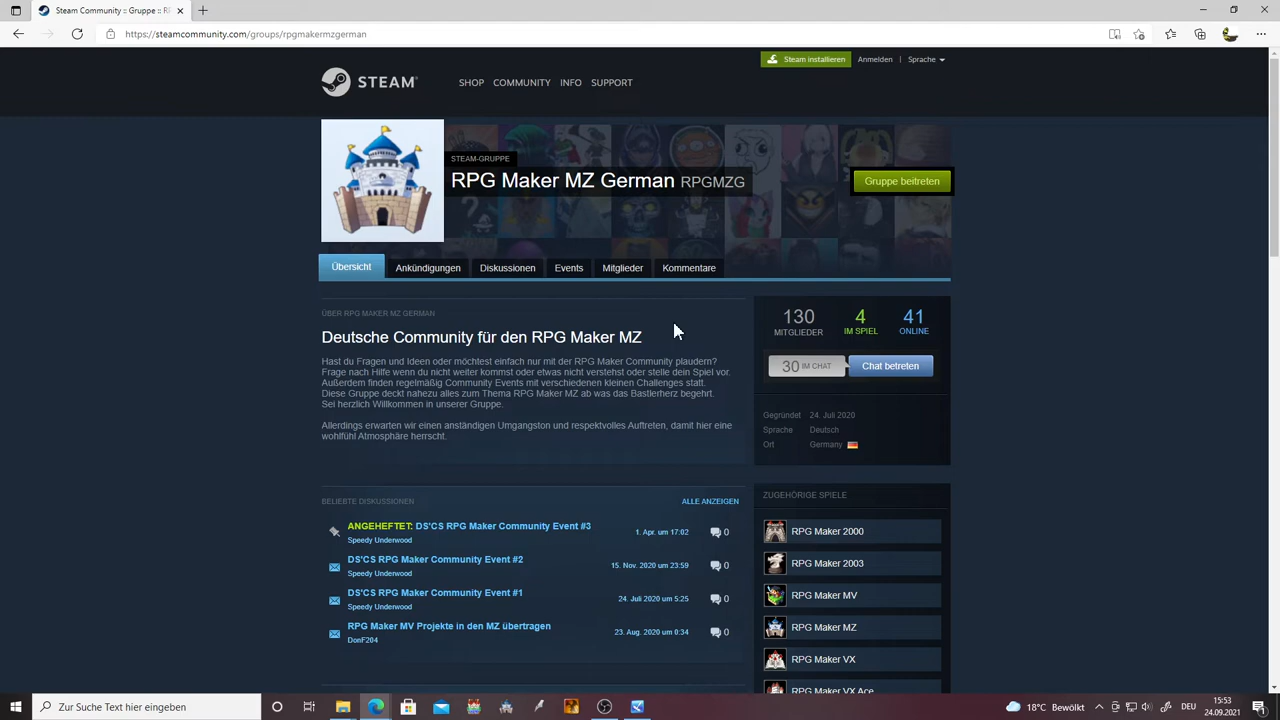 Steam-Gruppe :: RPG Maker
https://steamcommunity.com/groups/rpgmakermzgerman
Steam installieren
Anmelden | Sprache
STEAM
SHOP COMMUNITY INFO SUPPORT
STEAM-GRUPPE
RPG Maker MZ German RPGMZG
Gruppe beitreten
Übersicht Ankündigungen Diskussionen Events Mitglieder Kommentare
ÜBER RPG MAKER MZ GERMAN
Deutsche Community für den RPG Maker MZ
Hast du Fragen und Ideen oder möchtest einfach nur mit der RPG Maker Community plaudern?
Frage nach Hilfe wenn du nicht weiter kommst oder etwas nicht verstehst oder stelle dein Spiel vor.
Außerdem finden regelmäßig Community Events mit verschiedenen kleinen Challenges statt.
Diese Gruppe deckt nahezu alles zum Thema RPG Maker MZ ab was das Bastlerherz begehrt.
Sei herzlich Willkommen in unserer Gruppe.
Allerdings erwarten wir einen anständigen Umgangston und respektvolles Auftreten, damit hier eine
wohlfühl Atmosphäre herrscht.
130 4 41
MITGLIEDER IM SPIEL ONLINE
30 IM CHAT Chat betreten
Gegründet 24. Juli 2020
Sprache Deutsch
Ort Germany
BELIEBTE DISKUSSIONEN ALLE ANZEIGEN
ANGEHEFTET: DS'CS RPG Maker Community Event #3 1. Apr. um 17:02 0
Speedy Underwood
DS'CS RPG Maker Community Event #2 15. Nov. 2020 um 23:59 0
Speedy Underwood
DS'CS RPG Maker Community Event #1 24. Juli 2020 um 5:25 0
Speedy Underwood
RPG Maker MV Projekte in den MZ übertragen 23. Aug. 2020 um 0:34 0
DonF204
ZUGEHÖRIGE SPIELE
RPG Maker 2000
RPG Maker 2003
RPG Maker MV
RPG Maker MZ
RPG Maker VX
RPG Maker VX Ace
Zur Suche Text hier eingeben
18°C Bewölkt
DEU
15:53
24.09.2021